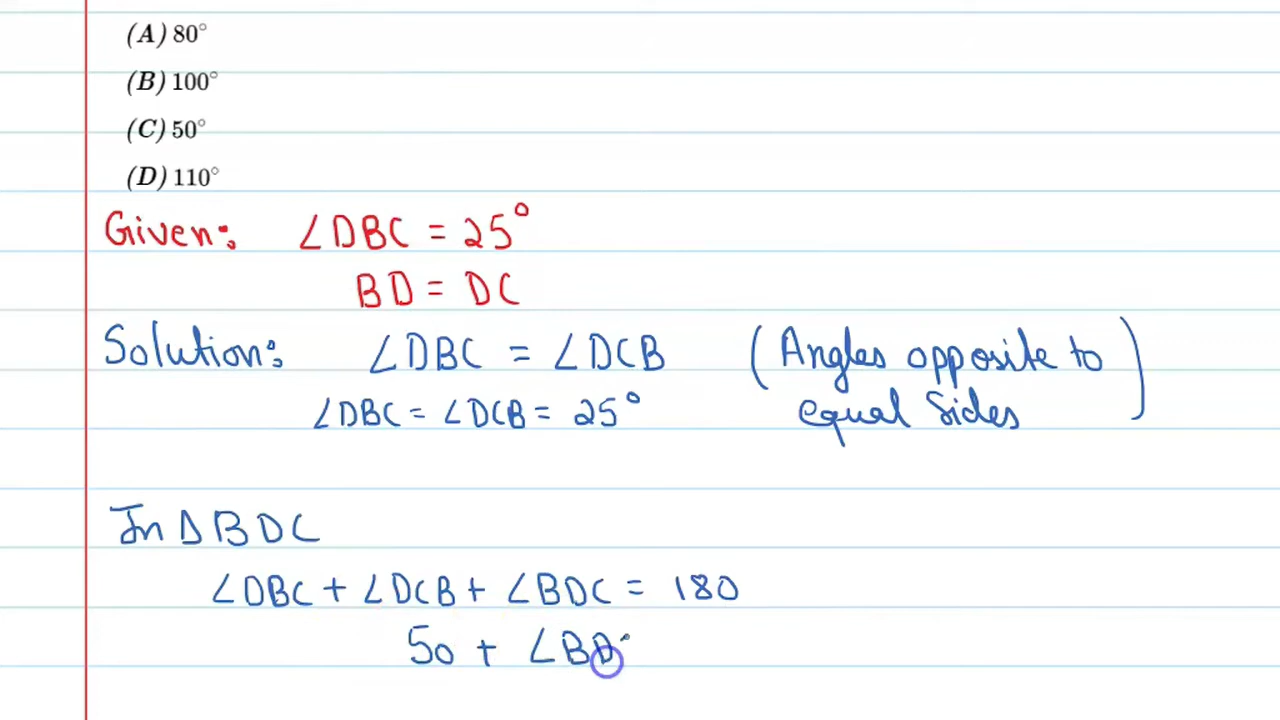 (A) 80°
(B) 100°
(C) 50°
(D) 110°
Given: ∠DBC = 25°
BD = DC
Solution: ∠DBC = ∠DCB (Angles opposite to
∠DBC = ∠DCB = 25° equal Sides)
In ΔBDC
∠DBC + ∠DCB + ∠BDC = 180
50 + ∠BD